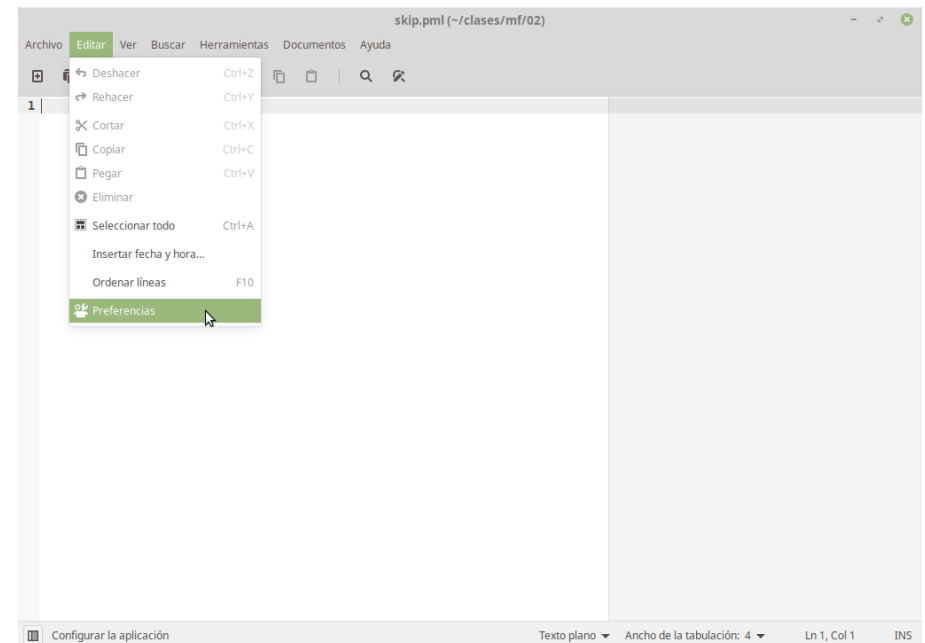 skip.pml (~/clases/mf/02)
Archivo Editar Ver Buscar Herramientas Documentos Ayuda
Deshacer Ctrl+Z
Rehacer Ctrl+Y
1
Cortar Ctrl+X
Copiar Ctrl+C
Pegar Ctrl+V
Eliminar
Seleccionar todo Ctrl+A
Insertar fecha y hora...
Ordenar líneas F10
Preferencias
Configurar la aplicación Texto plano Ancho de la tabulación: 4 Ln 1, Col 1 INS